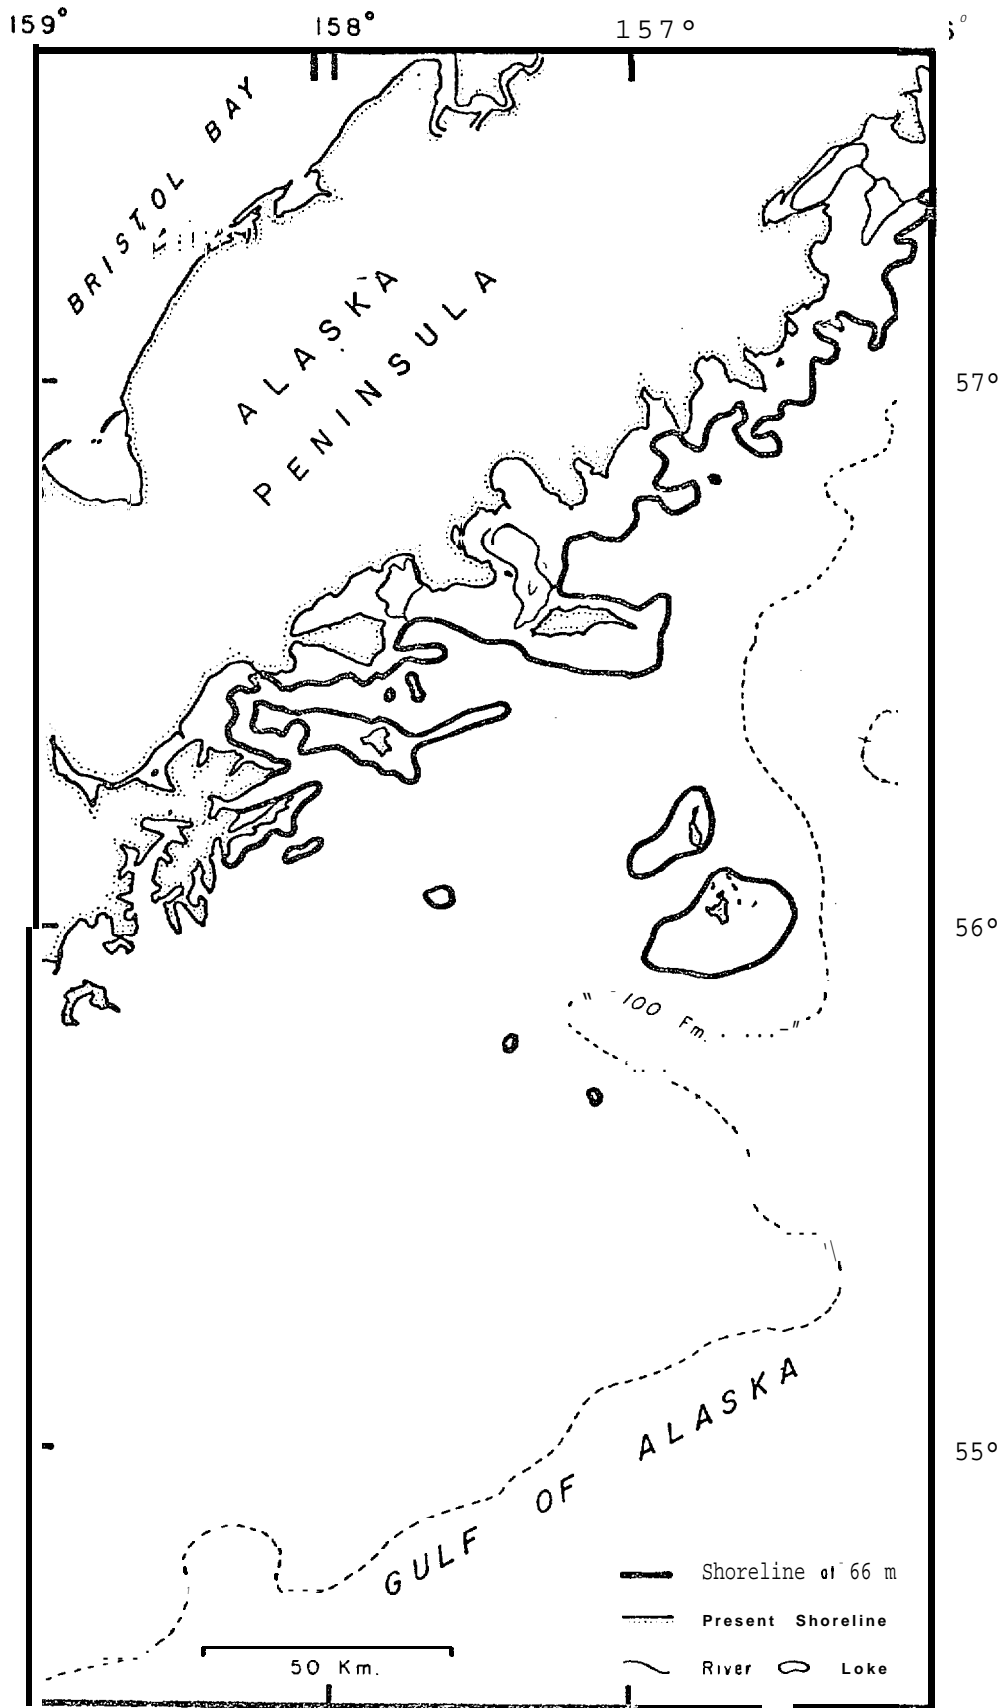 159° 158° 157°
BRISTOL BAY
ALASKA
PENINSULA
57°
56°
"100 Fm. . ...-"
55°
GULF OF ALASKA
Shoreline at 66 m
Present Shoreline
River Loke
50 Km.